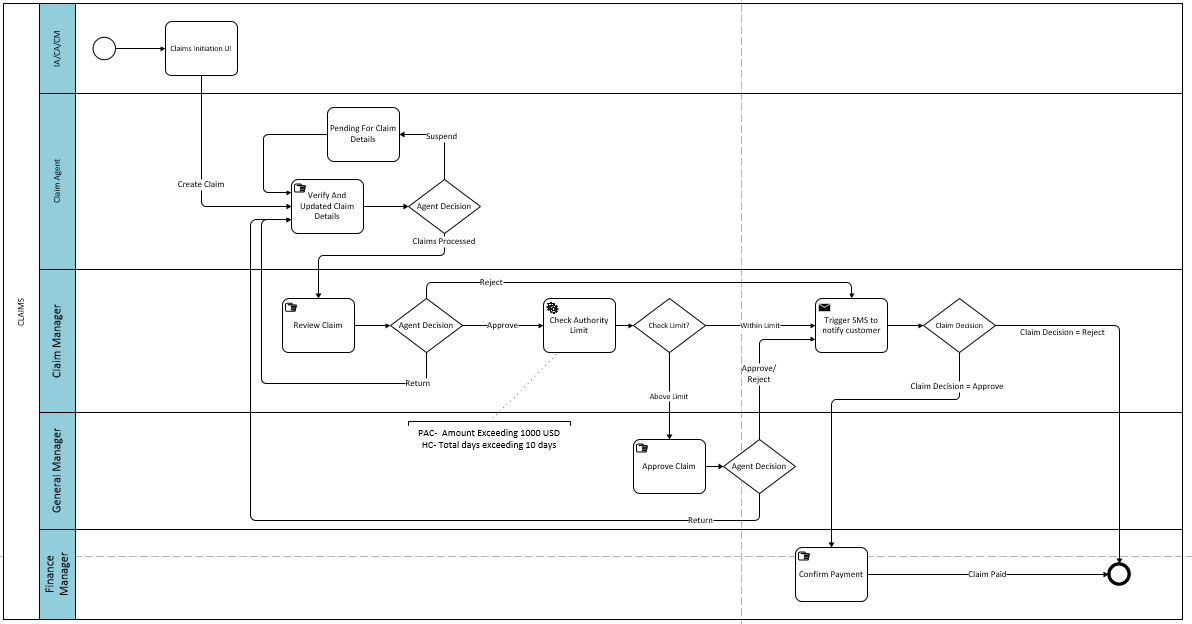 CLAIMS
IA/CA/CM
Claims Initiation UI
Claim Agent
Pending For Claim
Details
Suspend
Create Claim
Verify And
Updated Claim
Details
Agent Decision
Claims Processed
Claim Manager
Reject
Review Claim
Agent Decision
Approve
Check Authority
Limit
Check Limit?
Within Limit
Trigger SMS to
notify customer
Claim Decision
Claim Decision = Reject
Return
Approve/
Reject
Above Limit
Claim Decision = Approve
General Manager
PAC- Amount Exceeding 1000 USD
HC- Total days exceeding 10 days
Approve Claim
Agent Decision
Return
Finance
Manager
Confirm Payment
Claim Paid